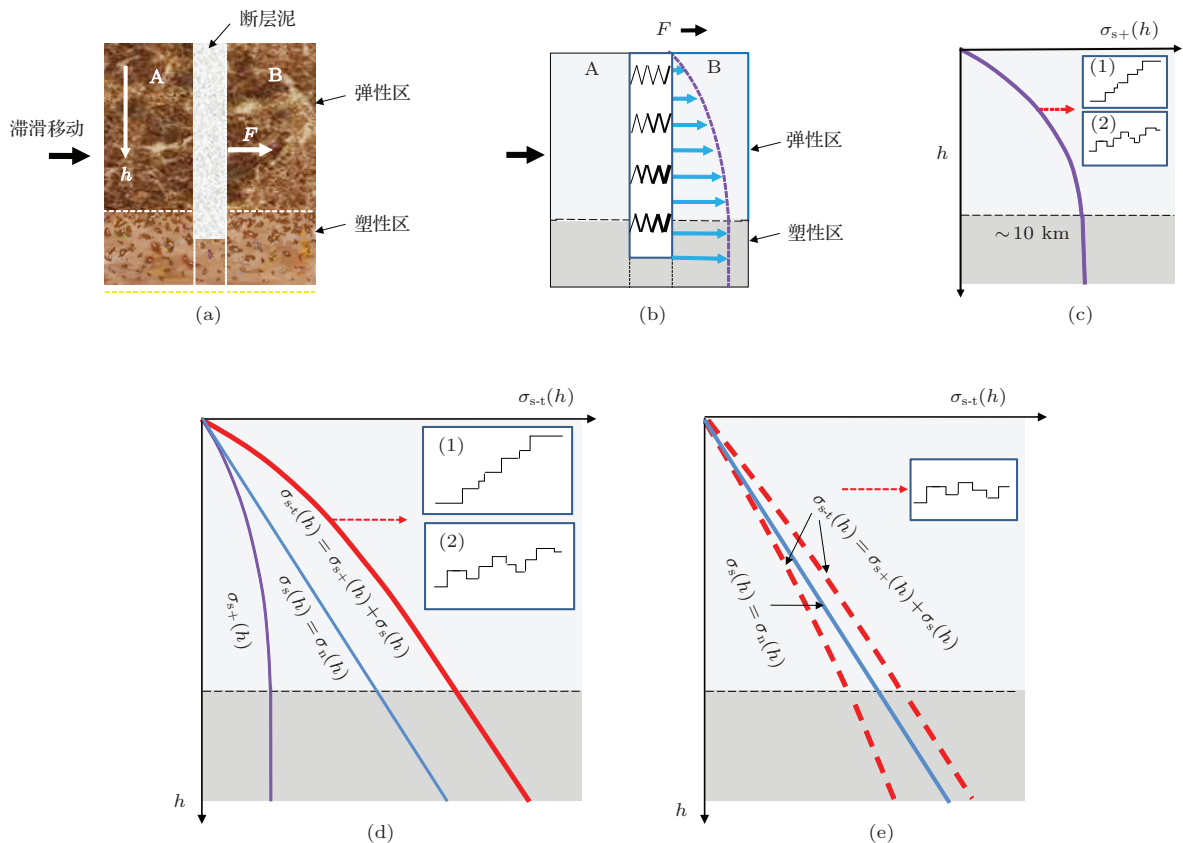 断层泥
A
B
弹性区
滞滑移动
F
h
塑性区
(a)
F
A
B
弹性区
塑性区
(b)
σs+(h)
(1)
(2)
h
~10 km
(c)
σs-t(h)
(1)
(2)
σs-t(h) = σs+(h)+σs(h)
σs(h) = σn(h)
σs+(h)
h
(d)
σs-t(h)
σs-t(h) = σs+(h)+σs(h)
σs(h) = σn(h)
h
(e)